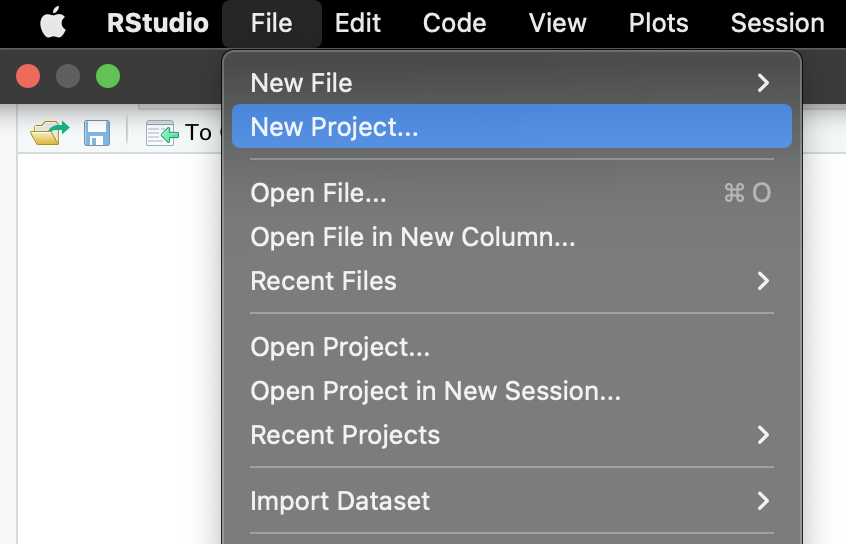 RStudio File Edit Code View Plots Session
New File
New Project...
To
Open File... ⌘ O
Open File in New Column...
Recent Files
Open Project...
Open Project in New Session...
Recent Projects
Import Dataset